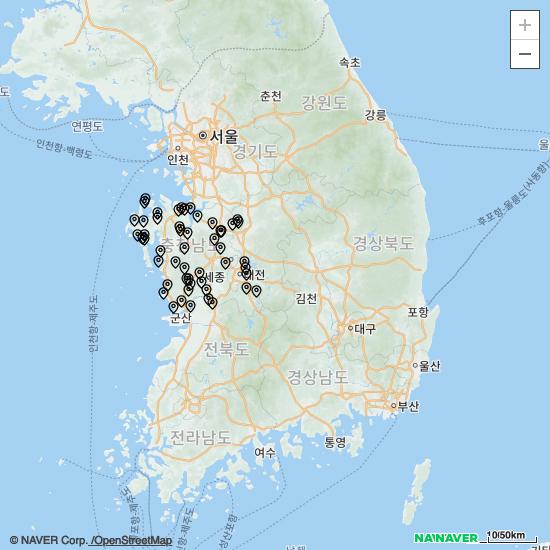 +
−
속초
춘천
강원도
강릉
연평도
서울
인천
경기도
인천항-백령도
울
후포항-울릉도(사동항)
충청남도
경상북도
세종
대전
김천
인천항-제주도
포항
군산
대구
전북도
경상남도
울산
부산
전라남도
여수
통영
© NAVER Corp. /OpenStreetMap
NAVER
10/50km